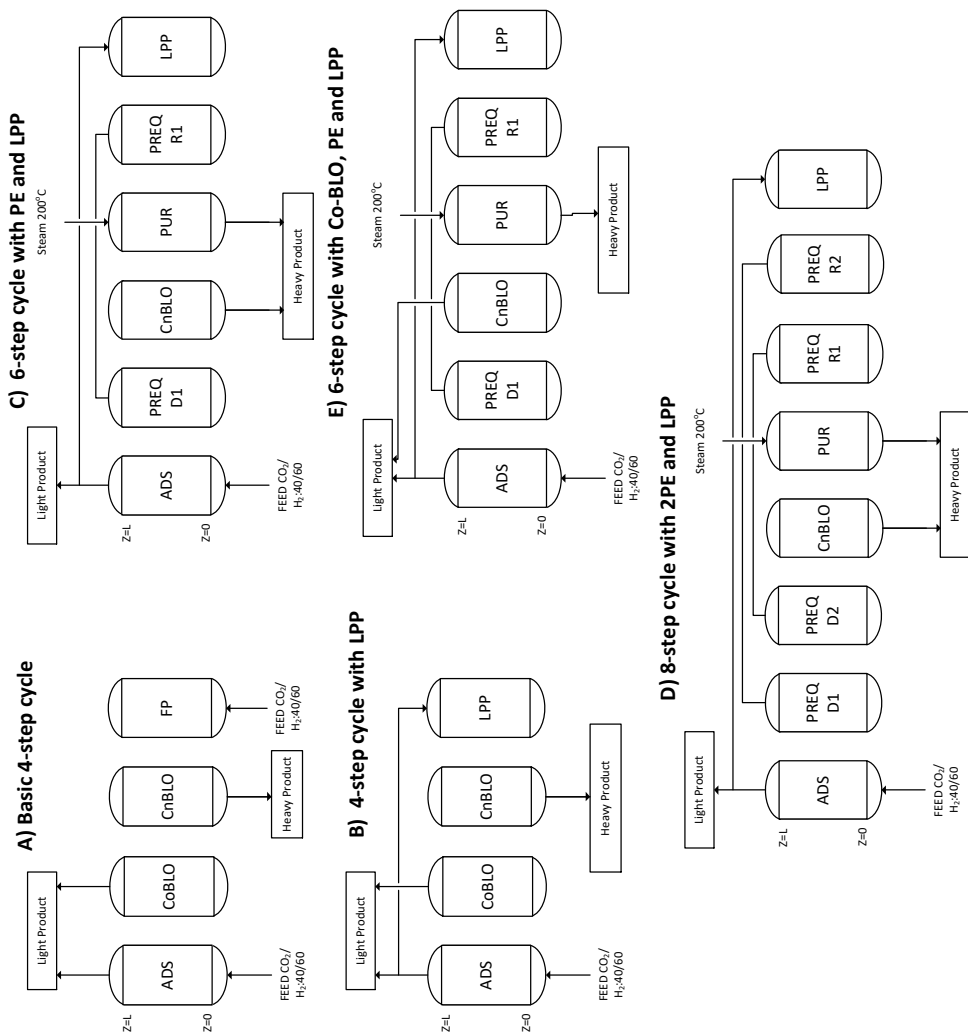 A) Basic 4-step cycle
Light Product
Z=L
Z=0
ADS
CoBLO
CnBLO
FP
FEED CO₂/
H₂:40/60
Heavy Product
FEED CO₂/
H₂:40/60
B)  4-step cycle with LPP
Light Product
Z=L
Z=0
ADS
CoBLO
CnBLO
LPP
FEED CO₂/
H₂:40/60
Heavy Product
C)  6-step cycle with PE and LPP
Light Product
Steam 200°C
Z=L
Z=0
ADS
PREQ
D1
CnBLO
PUR
PREQ
R1
LPP
FEED CO₂/
H₂:40/60
Heavy Product
E) 6-step cycle with Co-BLO, PE and LPP
Light Product
Steam 200°C
Z=L
Z=0
ADS
PREQ
D1
CnBLO
PUR
PREQ
R1
LPP
FEED CO₂/
H₂:40/60
Heavy Product
D) 8-step cycle with 2PE and LPP
Light Product
Steam 200°C
Z=L
Z=0
ADS
PREQ
D1
PREQ
D2
CnBLO
PUR
PREQ
R1
PREQ
R2
LPP
FEED CO₂/
H₂:40/60
Heavy Product